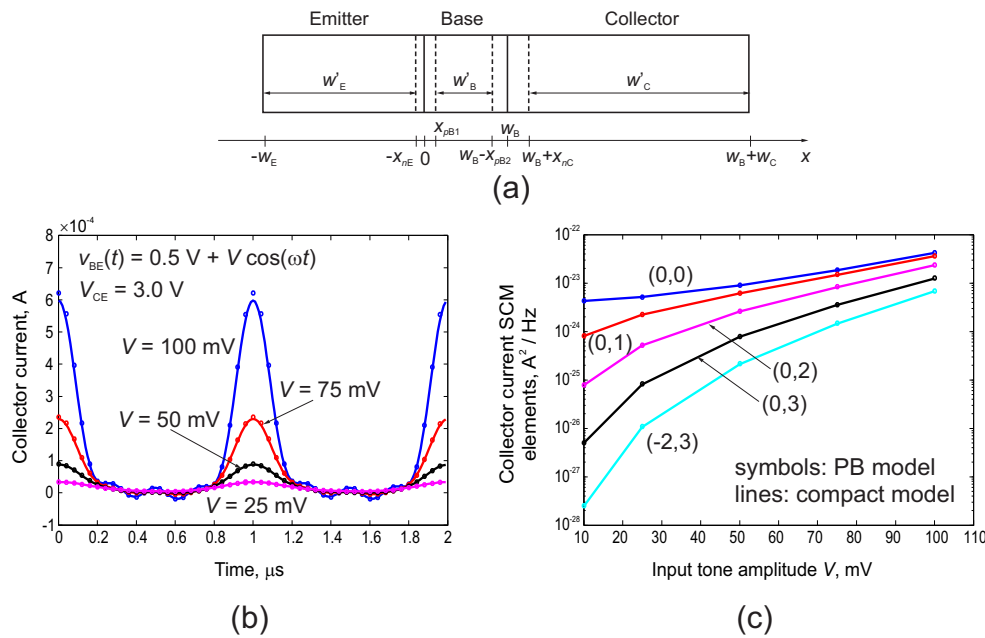 Emitter Base Collector
w'E w'B w'C
xpB1 wB
-wE -xnE 0 wB-xpB2 wB+xnC wB+wC x
(a)
×10⁻⁴
8
7
6
5
4
3
2
1
0
-1
Collector current, A
vBE(t) = 0.5 V + V cos(ωt)
VCE = 3.0 V
V = 100 mV
V = 75 mV
V = 50 mV
V = 25 mV
0 0.2 0.4 0.6 0.8 1.0 1.2 1.4 1.6 1.8 2
Time, μs
(b)
10⁻²²
10⁻²³
10⁻²⁴
10⁻²⁵
10⁻²⁶
10⁻²⁷
10⁻²⁸
Collector current SCM
elements, A² / Hz
(0,0)
(0,1)
(0,2)
(0,3)
(-2,3)
symbols: PB model
lines: compact model
10 20 30 40 50 60 70 80 90 100 110
Input tone amplitude V, mV
(c)